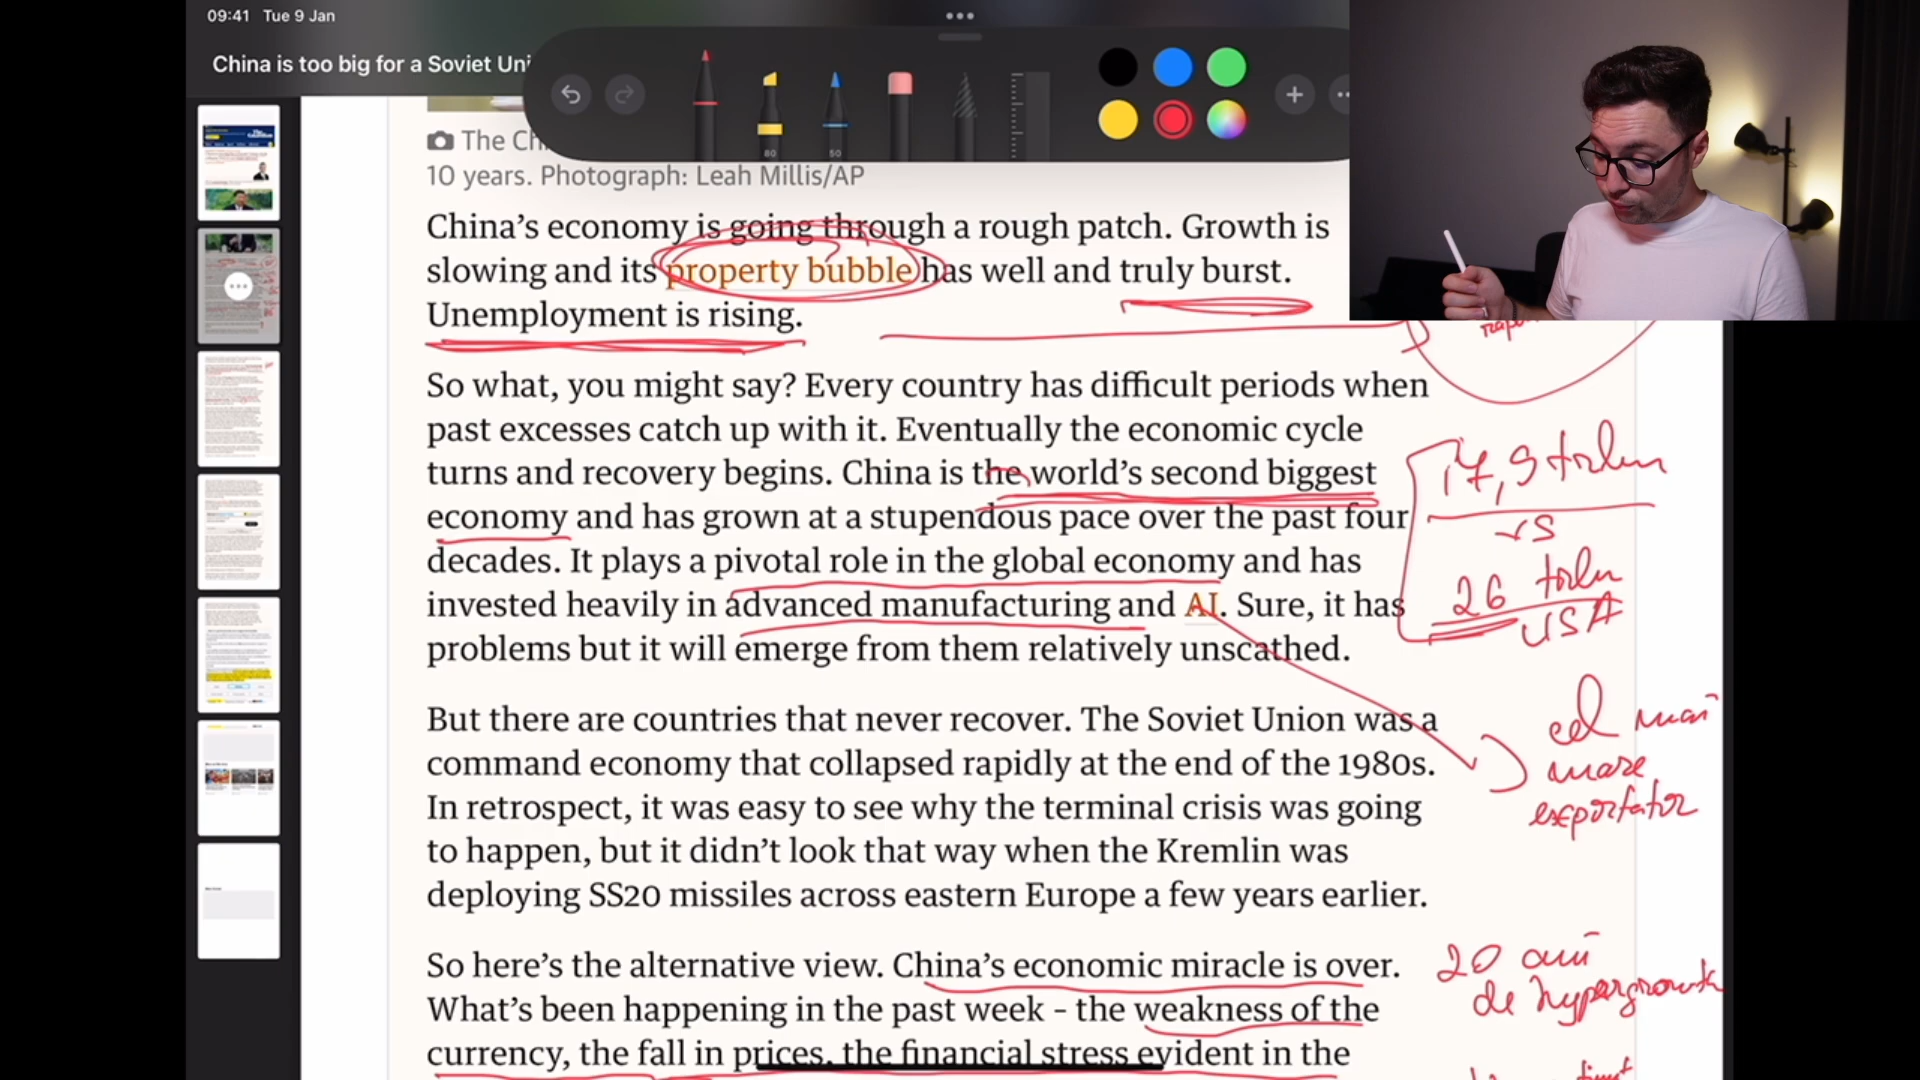 09:41 Tue 9 Jan
China is too big for a Soviet Uni
80
50
The Ch
10 years. Photograph: Leah Millis/AP
China’s economy is going through a rough patch. Growth is
slowing and its property bubble has well and truly burst.
Unemployment is rising.
So what, you might say? Every country has difficult periods when
past excesses catch up with it. Eventually the economic cycle
turns and recovery begins. China is the world’s second biggest
economy and has grown at a stupendous pace over the past four
decades. It plays a pivotal role in the global economy and has
invested heavily in advanced manufacturing and AI. Sure, it has
problems but it will emerge from them relatively unscathed.
17,9 trln
vs
26 trln
USA
But there are countries that never recover. The Soviet Union was a
command economy that collapsed rapidly at the end of the 1980s.
In retrospect, it was easy to see why the terminal crisis was going
to happen, but it didn’t look that way when the Kremlin was
deploying SS20 missiles across eastern Europe a few years earlier.
cel mai
mare
exportator
So here’s the alternative view. China’s economic miracle is over.
What’s been happening in the past week – the weakness of the
currency, the fall in prices, the financial stress evident in the
20 ani
de hypergrowth